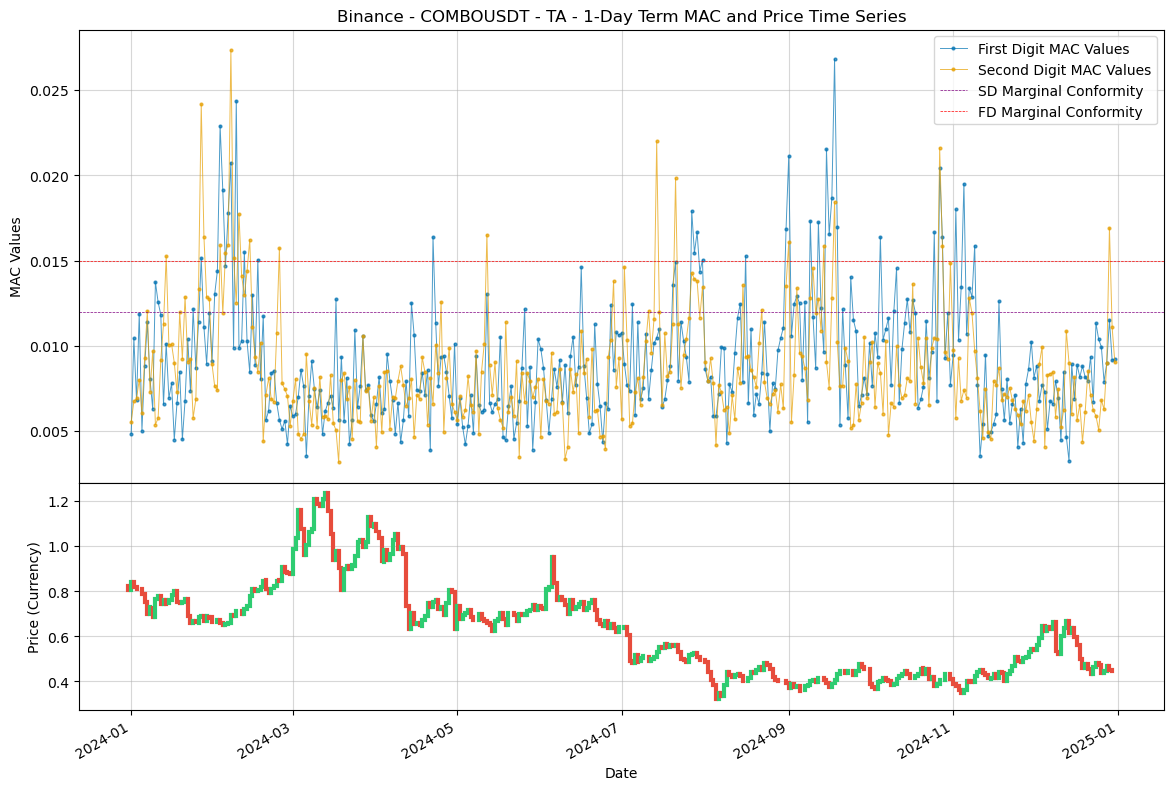 Binance - COMBOUSDT - TA - 1-Day Term MAC and Price Time Series
First Digit MAC Values
Second Digit MAC Values
SD Marginal Conformity
FD Marginal Conformity
MAC Values
0.025
0.020
0.015
0.010
0.005
Price (Currency)
1.2
1.0
0.8
0.6
0.4
2024-01
2024-03
2024-05
2024-07
2024-09
2024-11
2025-01
Date